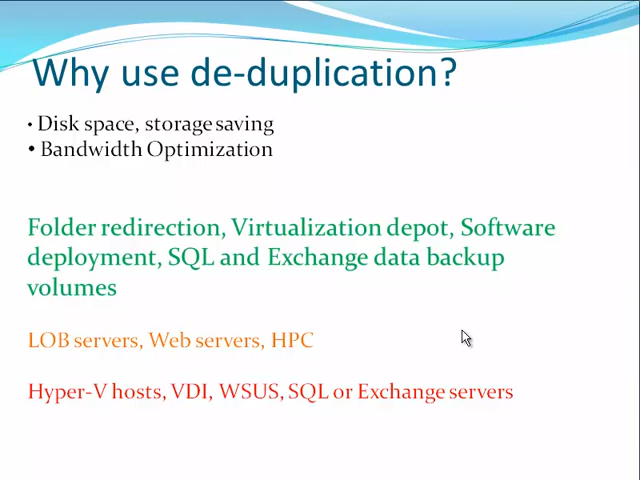 Why use de-duplication?
• Disk space, storage saving
• Bandwidth Optimization
Folder redirection, Virtualization depot, Software
deployment, SQL and Exchange data backup
volumes
LOB servers, Web servers, HPC
Hyper-V hosts, VDI, WSUS, SQL or Exchange servers